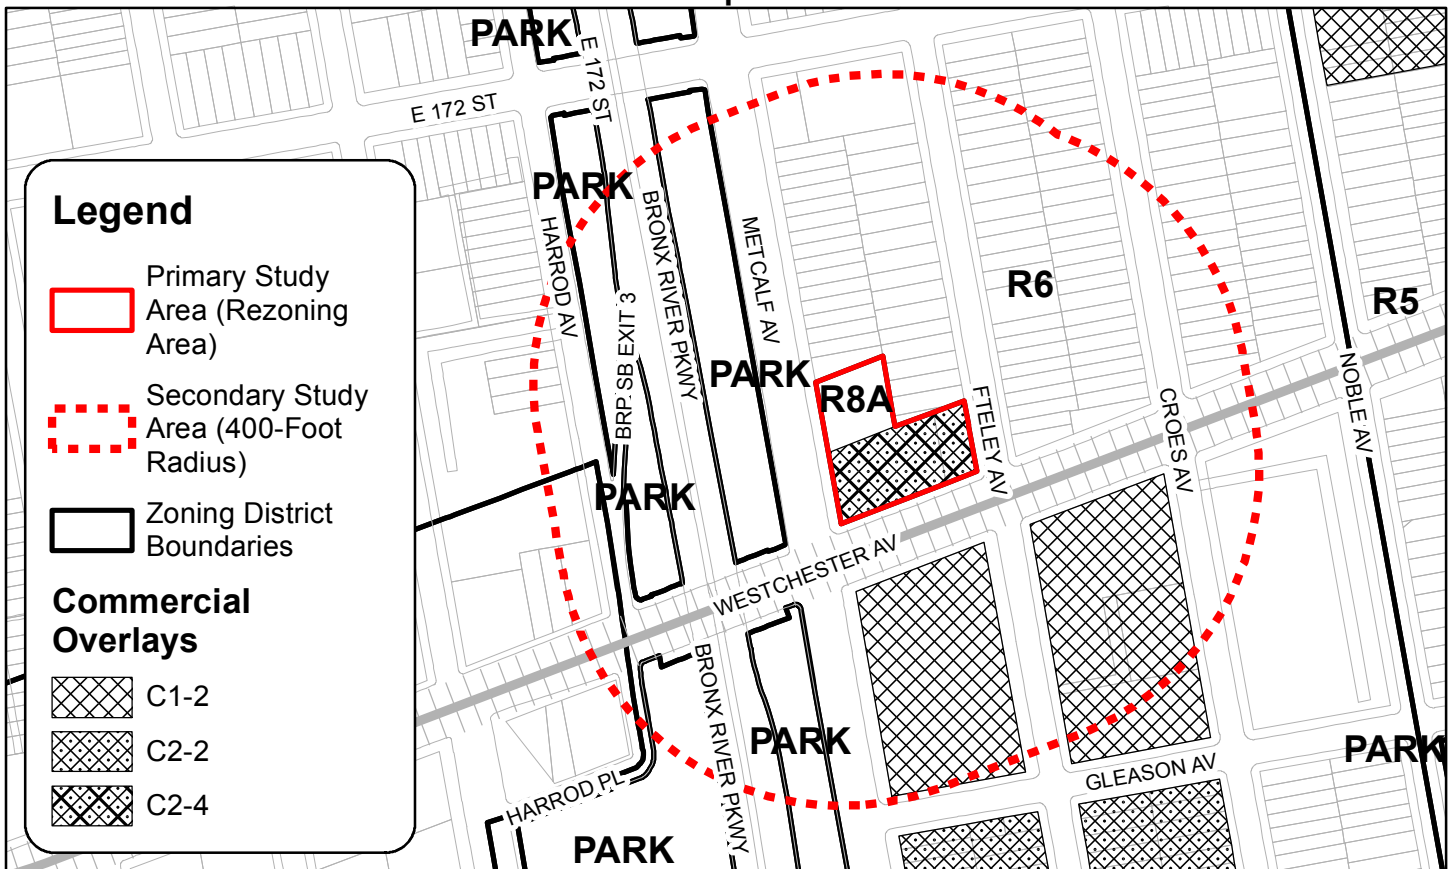 PARK
E 172 ST
E 172 ST
PARK
Legend
Primary Study
Area (Rezoning
Area)
Secondary Study
Area (400-Foot
Radius)
Zoning District
Boundaries
Commercial
Overlays
C1-2
C2-2
C2-4
HARROD AV
BRP SB EXIT 3
BRONX RIVER PKWY
METCALF AV
PARK
R8A
R6
R5
FTELEY AV
CROES AV
NOBLE AV
PARK
WESTCHESTER AV
BRONX RIVER PKWY
PARK
HARROD PL
GLEASON AV
PARK
PARK